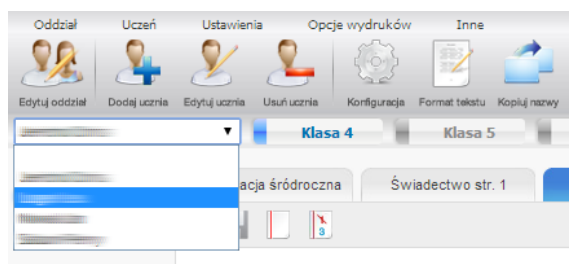 Oddział Uczeń Ustawienia Opcje wydruków Inne
Edytuj oddział Dodaj ucznia Edytuj ucznia Usuń ucznia Konfiguracja Format tekstu Kopiuj nazwy
Klasa 4 Klasa 5
acja śródroczna Świadectwo str. 1
3